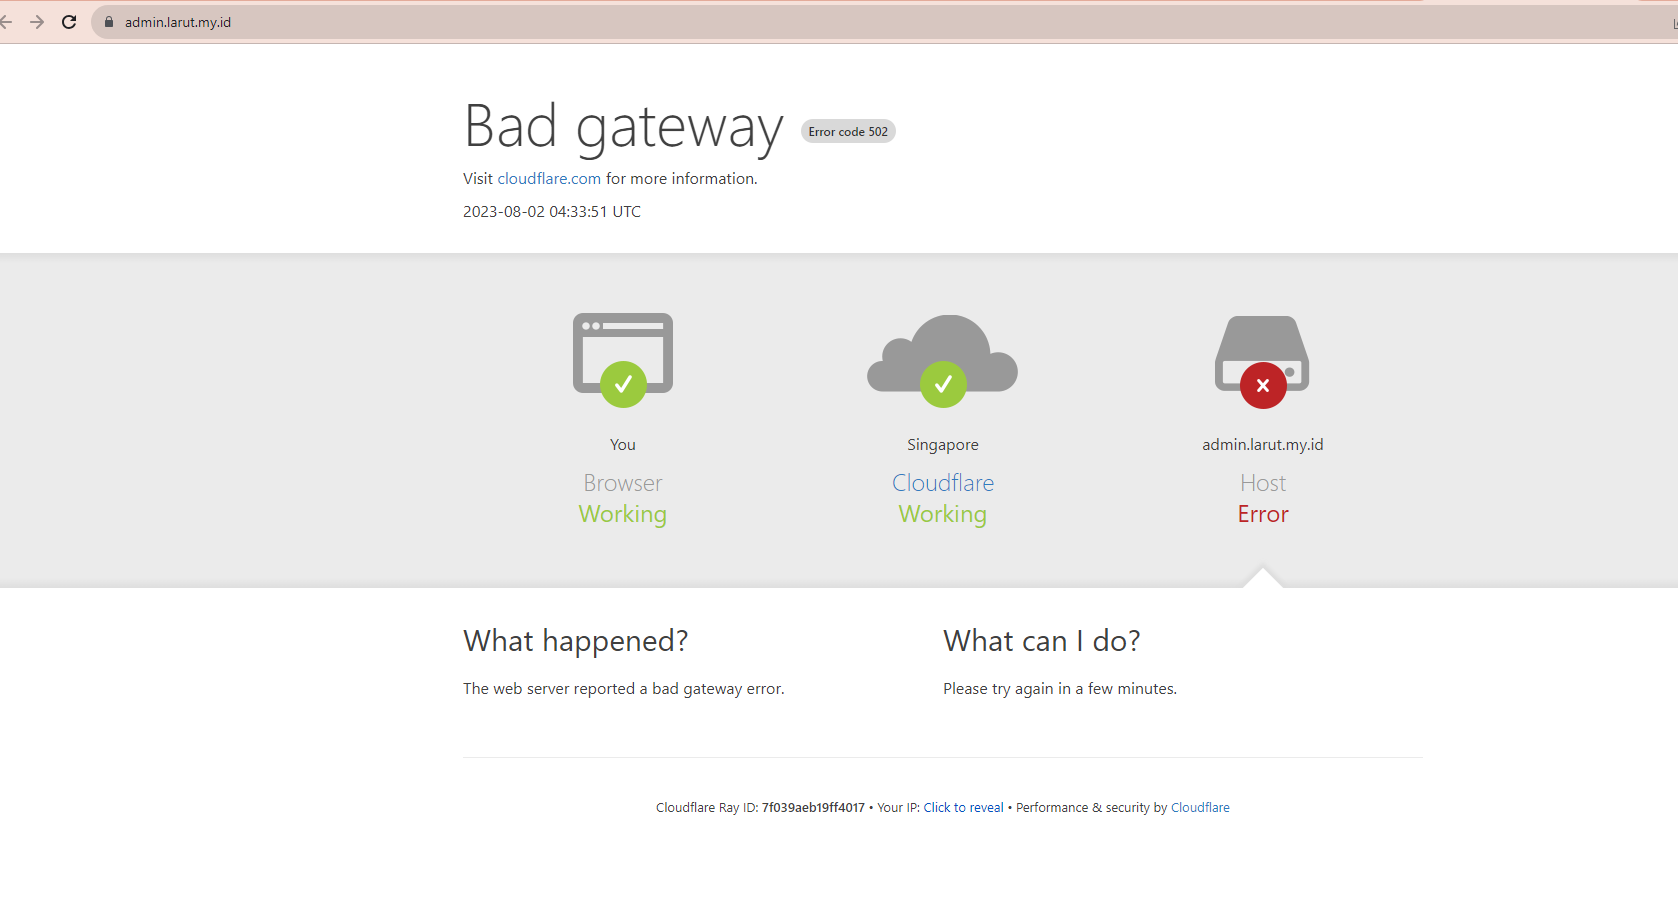 admin.larut.my.id
Bad gateway Error code 502
Visit cloudflare.com for more information.
2023-08-02 04:33:51 UTC
You
Browser
Working
Singapore
Cloudflare
Working
admin.larut.my.id
Host
Error
What happened?
The web server reported a bad gateway error.
What can I do?
Please try again in a few minutes.
Cloudflare Ray ID: 7f039aeb19ff4017 • Your IP: Click to reveal • Performance & security by Cloudflare